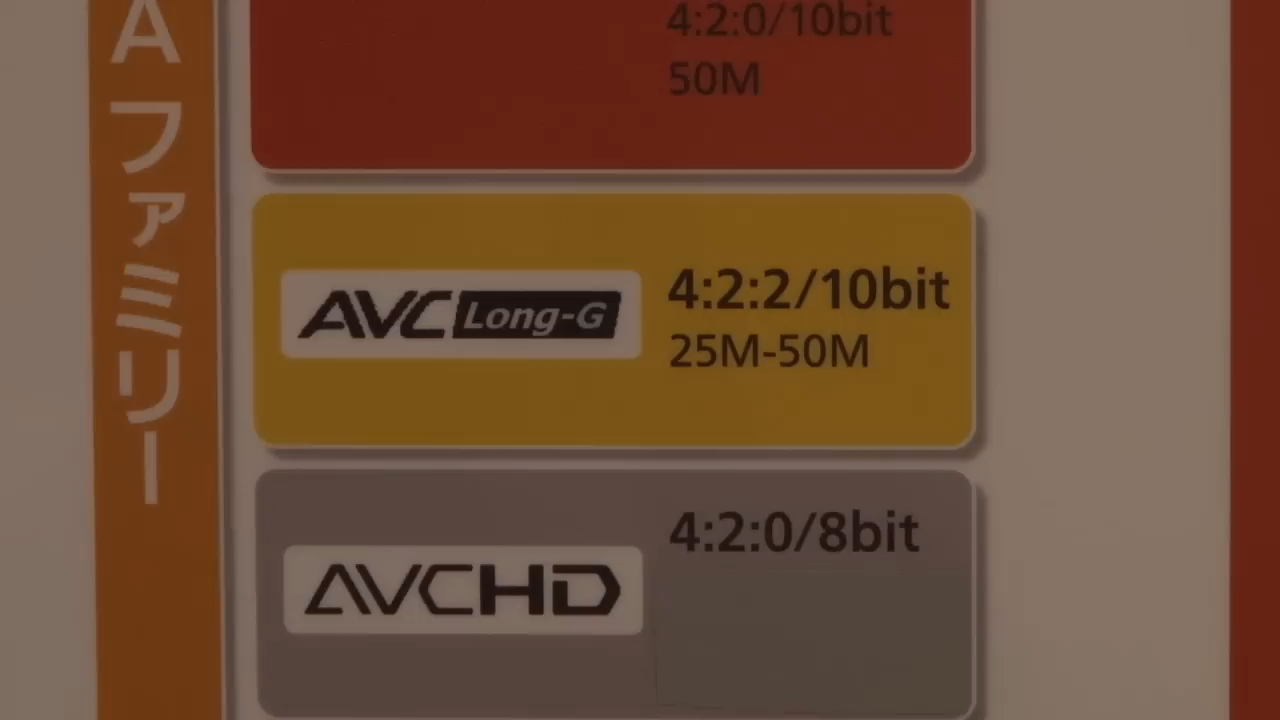 A ファミリー
4:2:0/10bit
50M
AVC Long-G
4:2:2/10bit
25M-50M
AVCHD
4:2:0/8bit